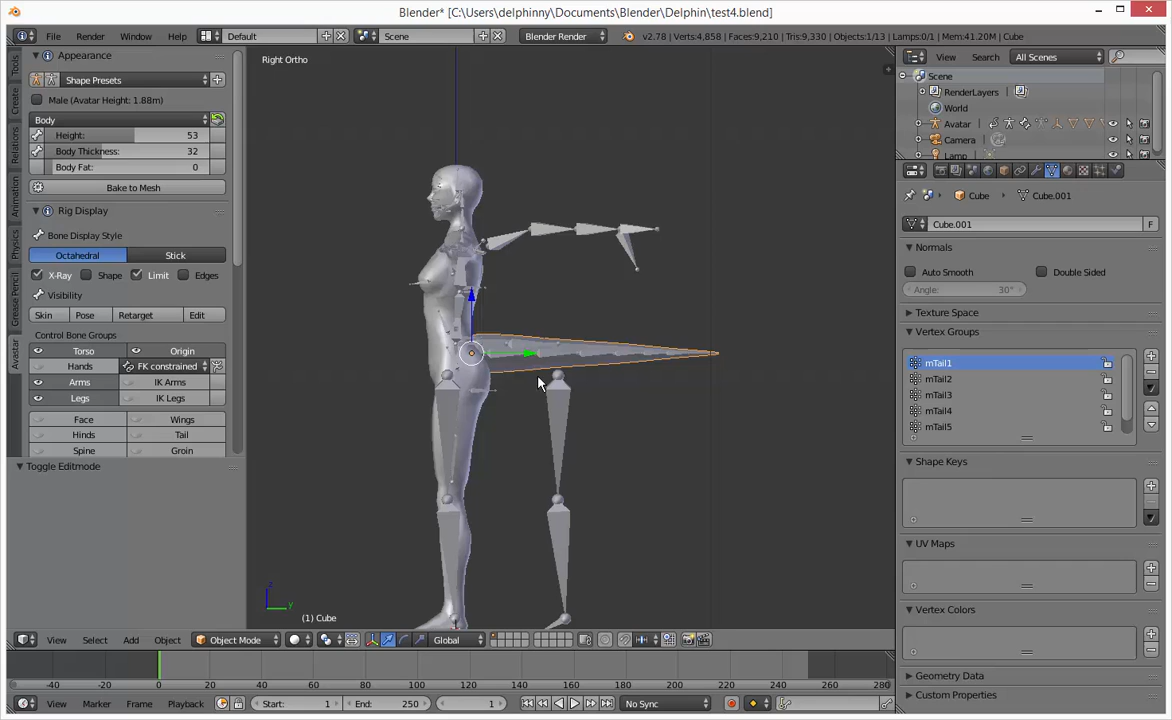 Blender* [C:\Users\delphinny\Documents\Blender\Delphin\test4.blend]
File Render Window Help Default Scene Blender Render v2.78 | Verts:4,858 | Faces:9,210 | Tris:9,330 | Objects:1/13 | Lamps:0/1 | Mem:41.20M | Cube
Tools
Create
Relations
Animation
Physics
Grease Pencil
Avastar
Appearance
Shape Presets
Male (Avatar Height: 1.88m)
Body
Height: 53
Body Thickness: 32
Body Fat: 0
Bake to Mesh
Rig Display
Bone Display Style
Octahedral Stick
X-Ray Shape Limit Edges
Visibility
Skin Pose Retarget Edit
Control Bone Groups
Torso Origin
Hands FK constrained
Arms IK Arms
Legs IK Legs
Face Wings
Hinds Tail
Spine Groin
Toggle Editmode
Right Ortho
z
y
(1) Cube
View Select Add Object Object Mode Global
-40 -20 0 20 40 60 80 100 120 140 160 180 200 220 240 260 280
View Marker Frame Playback Start: 1 End: 250 1 No Sync
View Search All Scenes
Scene
RenderLayers
World
Avatar
Camera
Lamp
Cube Cube.001
Cube.001 F
Normals
Auto Smooth Double Sided
Angle: 30°
Texture Space
Vertex Groups
mTail1
mTail2
mTail3
mTail4
mTail5
Shape Keys
UV Maps
Vertex Colors
Geometry Data
Custom Properties